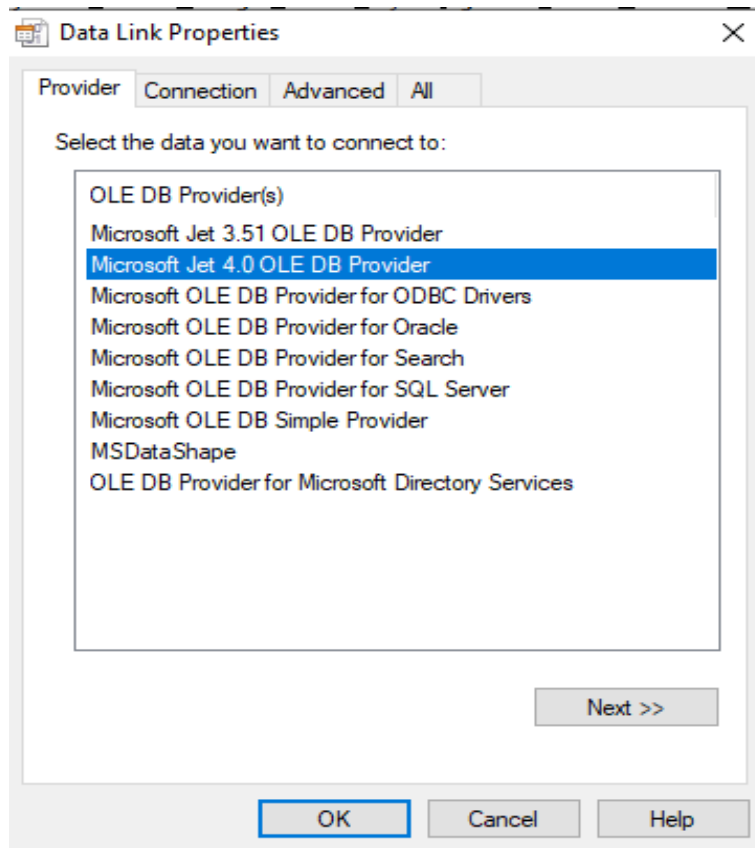 Data Link Properties
Provider Connection Advanced All
Select the data you want to connect to:
OLE DB Provider(s)
Microsoft Jet 3.51 OLE DB Provider
Microsoft Jet 4.0 OLE DB Provider
Microsoft OLE DB Provider for ODBC Drivers
Microsoft OLE DB Provider for Oracle
Microsoft OLE DB Provider for Search
Microsoft OLE DB Provider for SQL Server
Microsoft OLE DB Simple Provider
MSDataShape
OLE DB Provider for Microsoft Directory Services
Next >>
OK Cancel Help